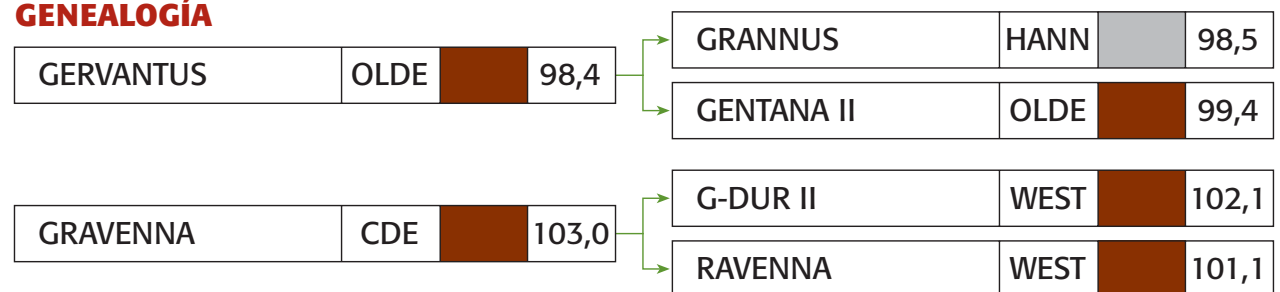 GENEALOGÍA
GERVANTUS OLDE 98,4
GRANNUS HANN 98,5
GENTANA II OLDE 99,4
GRAVENNA CDE 103,0
G-DUR II WEST 102,1
RAVENNA WEST 101,1